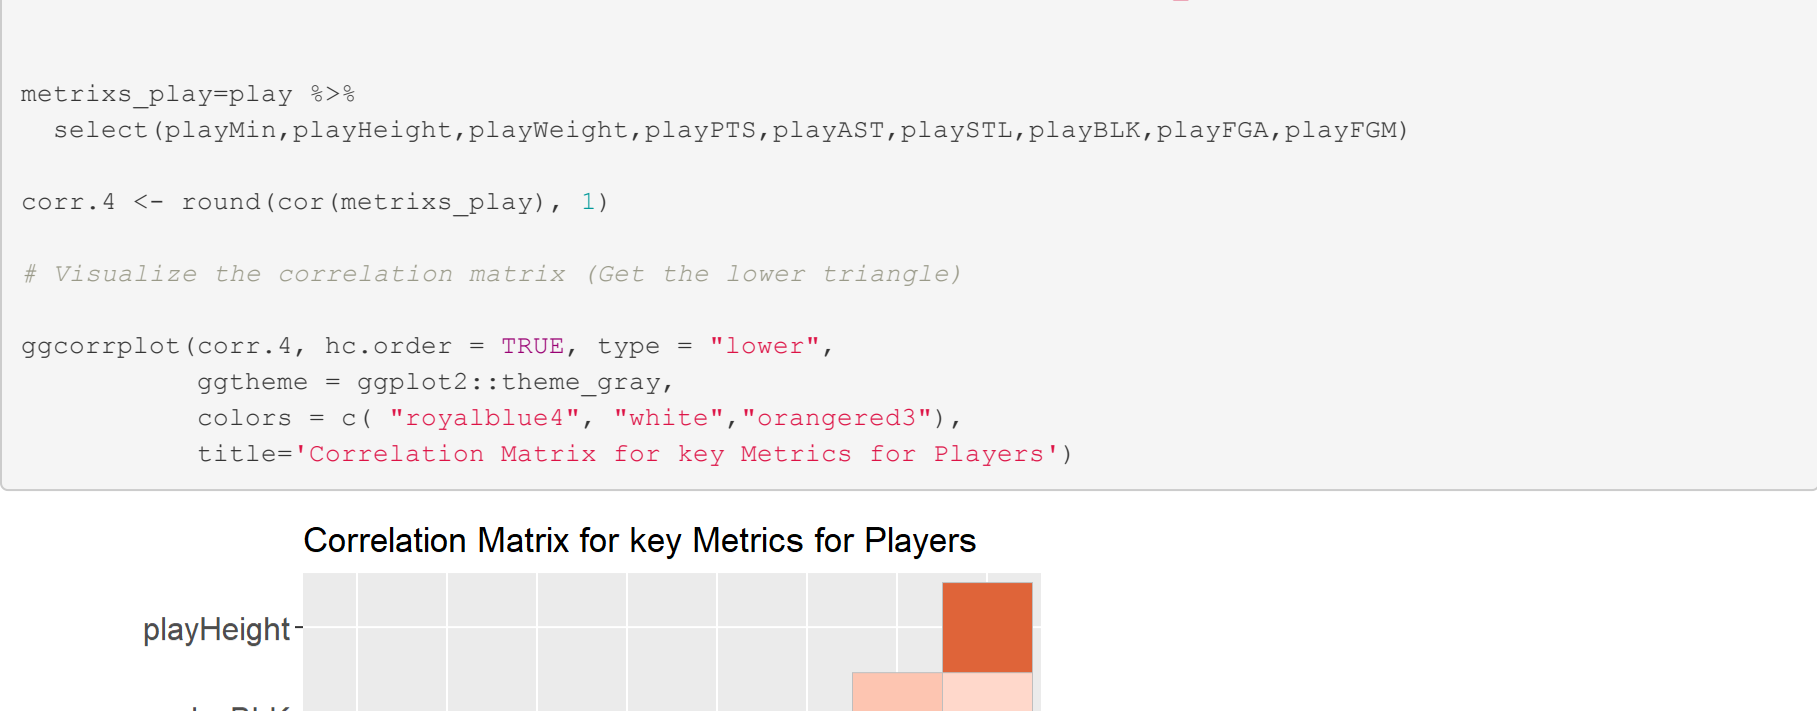 metrixs_play=play %>%
  select(playMin,playHeight,playWeight,playPTS,playAST,playSTL,playBLK,playFGA,playFGM)
corr.4 <- round(cor(metrixs_play), 1)
# Visualize the correlation matrix (Get the lower triangle)
ggcorrplot(corr.4, hc.order = TRUE, type = "lower",
           ggtheme = ggplot2::theme_gray,
           colors = c( "royalblue4", "white","orangered3"),
           title='Correlation Matrix for key Metrics for Players')
Correlation Matrix for key Metrics for Players
playHeight